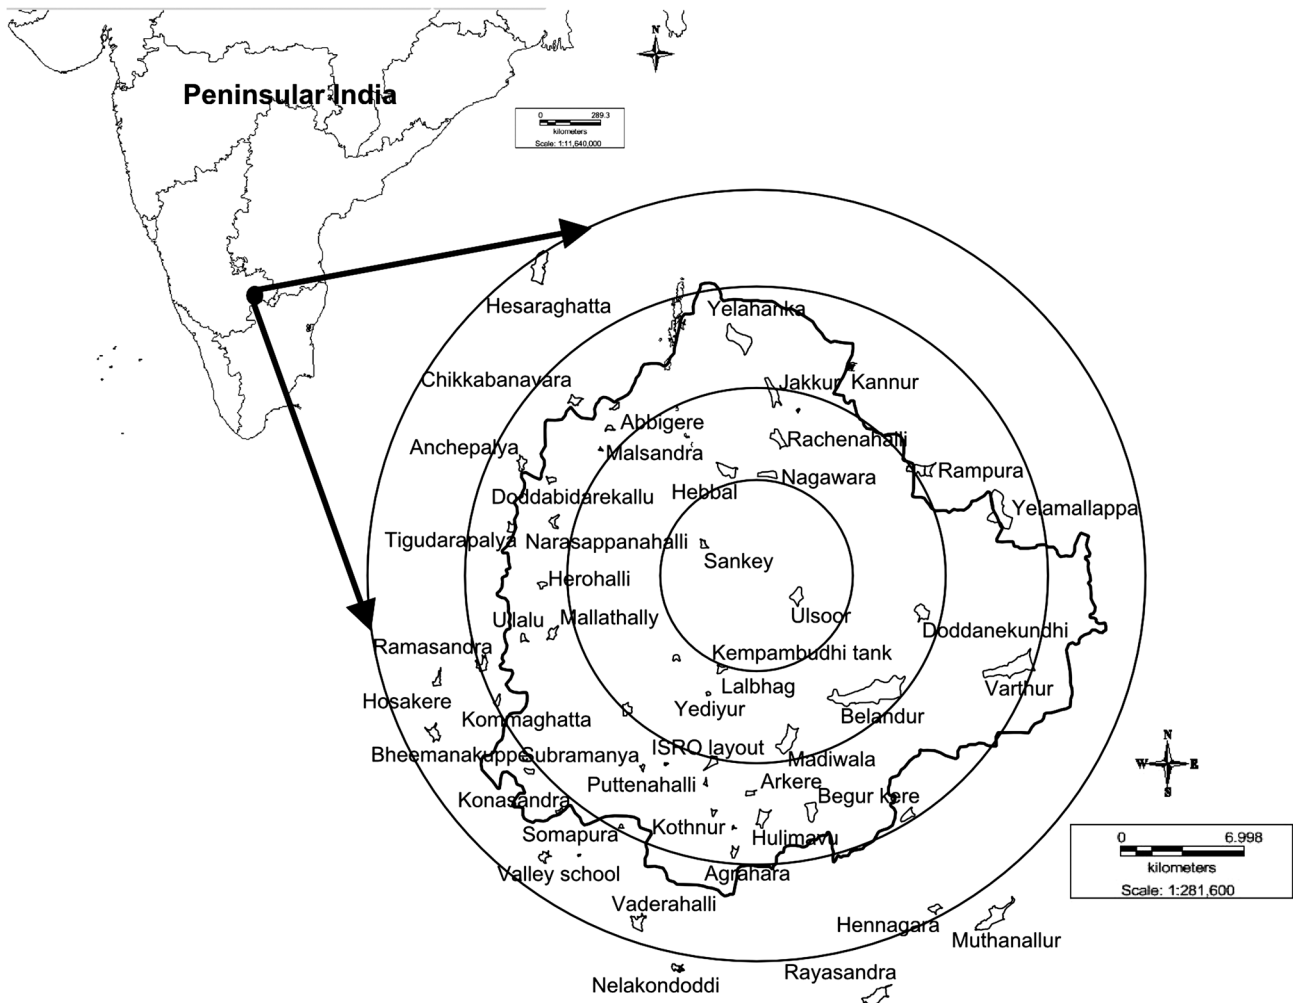 N
Peninsular India
0 289.3
kilometers
Scale: 1:11,640,000
Hesaraghatta
Yelahanka
Chikkabanavara
Jakkur
Kannur
Abbigere
Rachenahalli
Anchepalya
Malsandra
Rampura
Nagawara
Hebbal
Doddabidarekallu
Yelamallappa
Tigudarapalya
Narasappanahalli
Sankey
Herohalli
Ullalu
Mallathally
Ulsoor
Doddanekundhi
Ramasandra
Kempambudhi tank
Lalbhag
Varthur
Hosakere
Yediyur
Belandur
Kommaghatta
Bheemanakuppe
Subramanya
ISRO layout
Madiwala
N
W E
S
Puttenahalli
Arkere
Konasandra
Begur kere
Somapura
Kothnur
Hulimavu
0 6.998
kilometers
Scale: 1:281,600
Valley school
Agrahara
Vaderahalli
Hennagara
Muthanallur
Nelakondoddi
Rayasandra